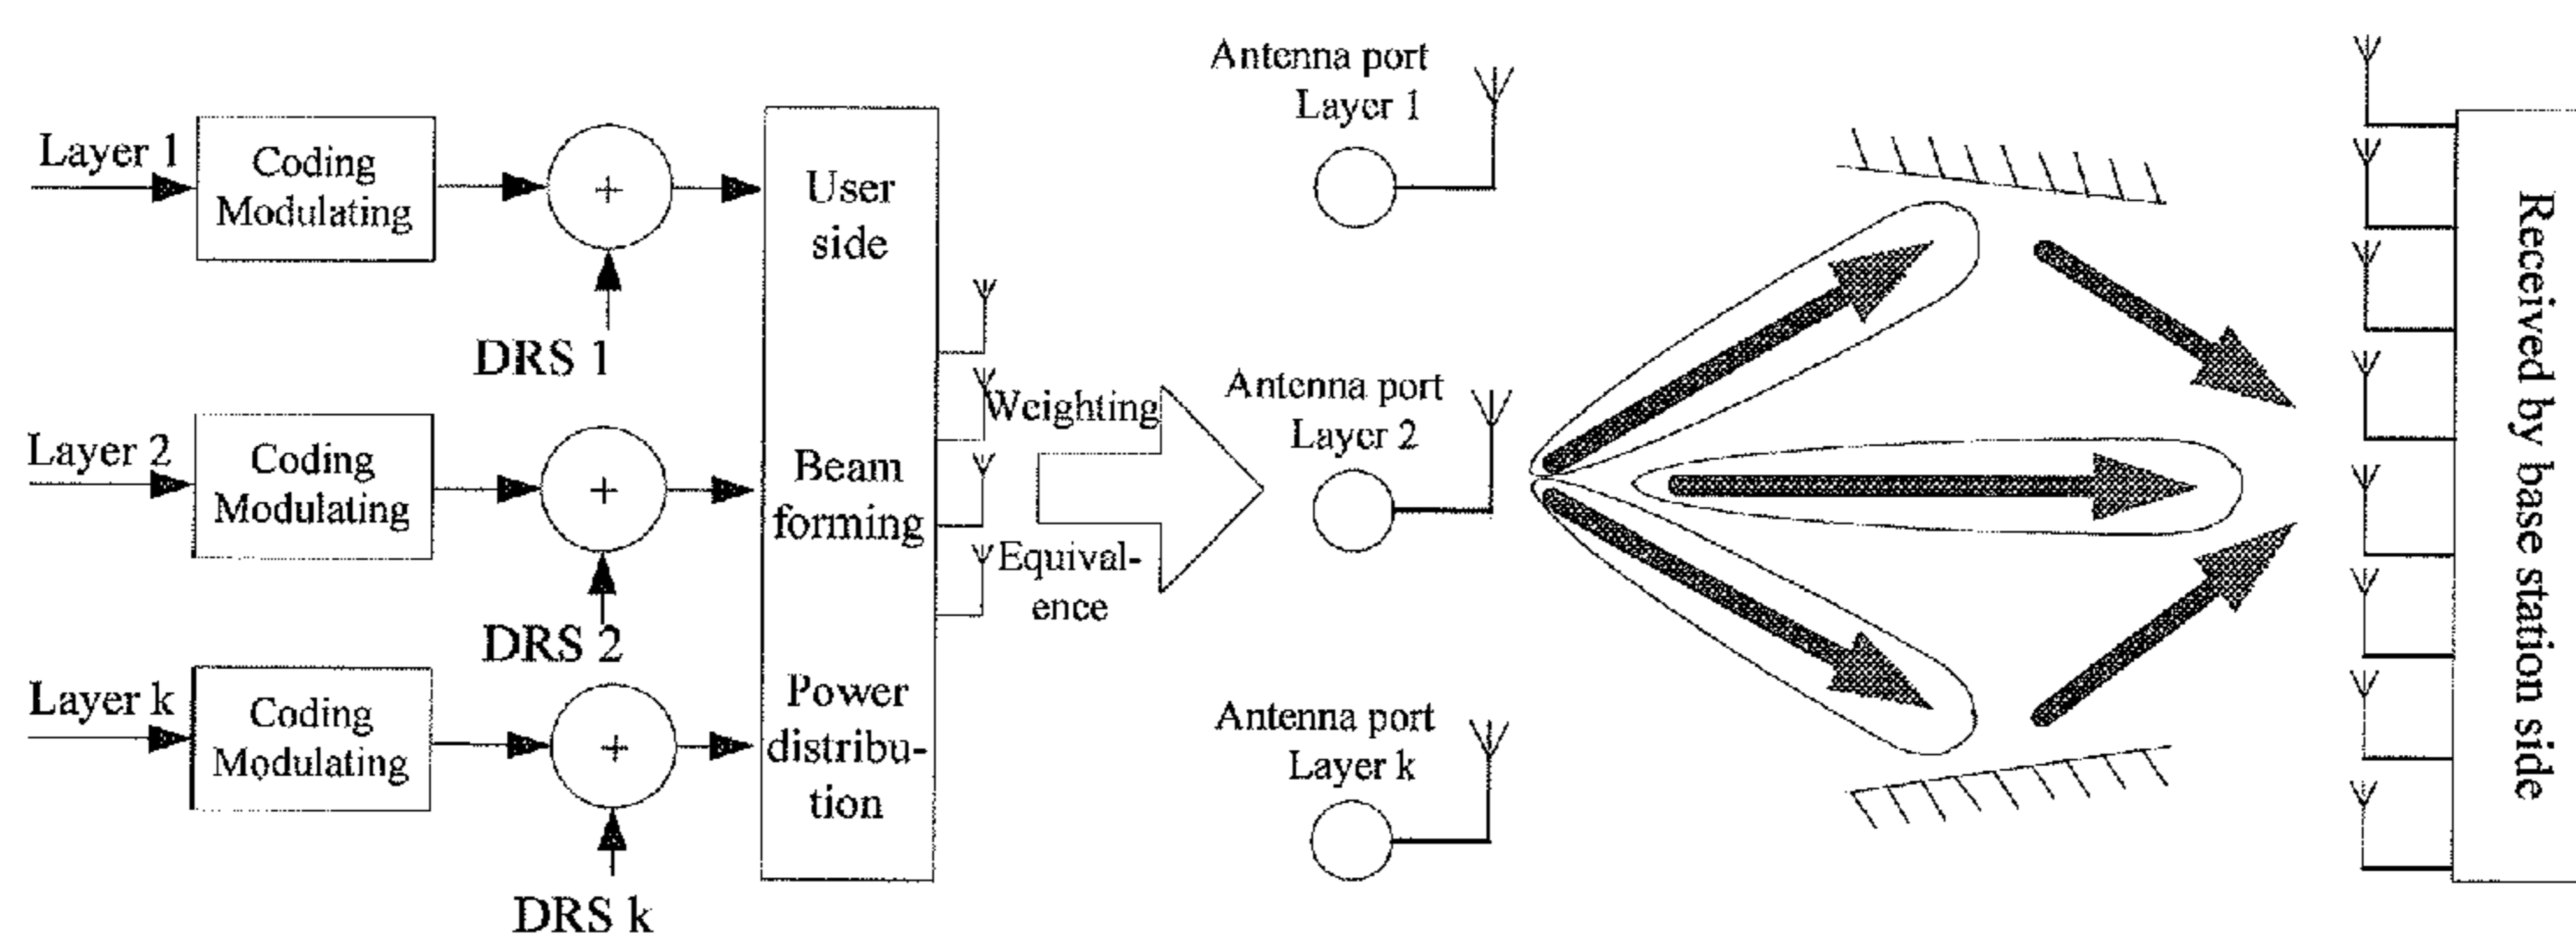 Layer 1
Coding
Modulating
+
DRS 1
Layer 2
Coding
Modulating
+
DRS 2
Layer k
Coding
Modulating
+
DRS k
User
side
Beam
forming
Power
distribu-
tion
Weighting
Equival-
ence
Antenna port
Layer 1
Antenna port
Layer 2
Antenna port
Layer k
Received by base station side